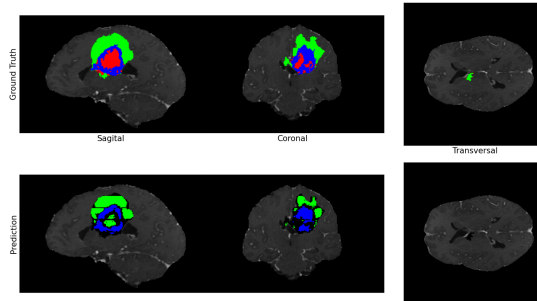 Ground Truth
Sagital
Coronal
Transversal
Prediction